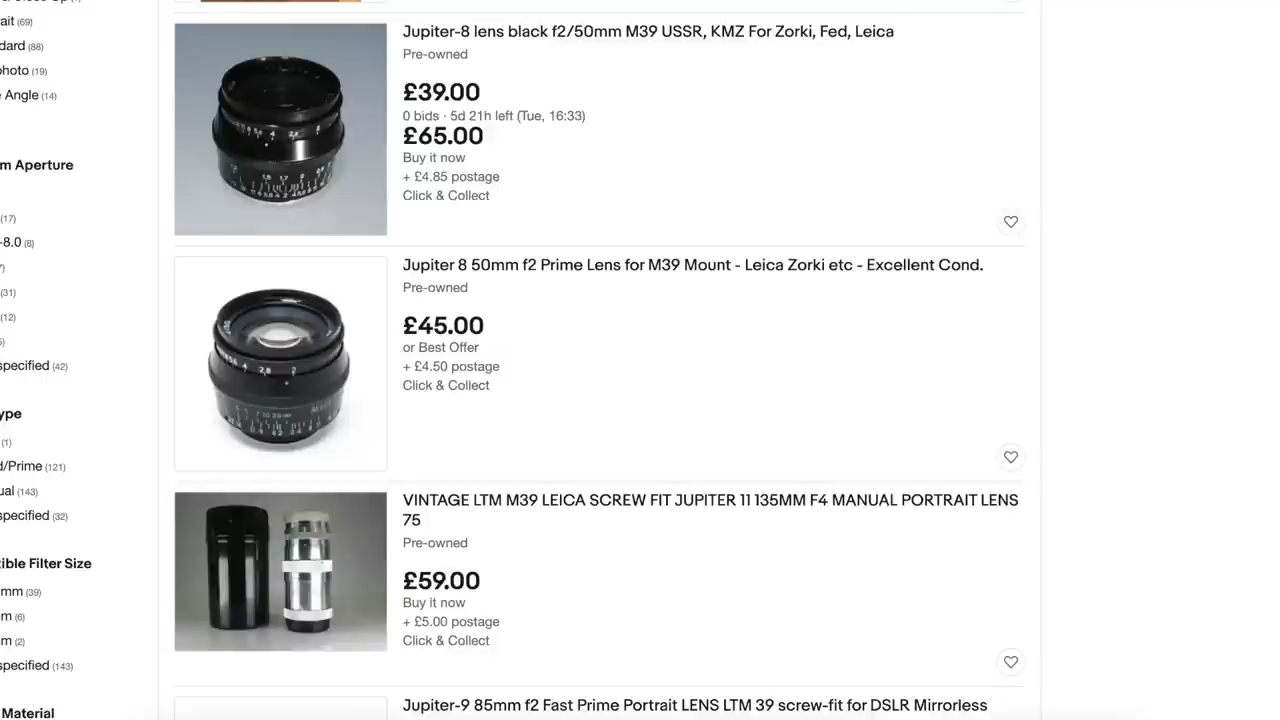 rait (69)
dard (88)
photo (19)
e Angle (14)
m Aperture
(17)
-8.0 (8)
(31)
(12)
specified (42)
ype
(1)
d/Prime (121)
ual (143)
specified (32)
tible Filter Size
mm (39)
m (6)
m (2)
specified (143)
Material
Jupiter-8 lens black f2/50mm M39 USSR, KMZ For Zorki, Fed, Leica
Pre-owned
£39.00
0 bids · 5d 21h left (Tue, 16:33)
£65.00
Buy it now
+ £4.85 postage
Click & Collect
Jupiter 8 50mm f2 Prime Lens for M39 Mount - Leica Zorki etc - Excellent Cond.
Pre-owned
£45.00
or Best Offer
+ £4.50 postage
Click & Collect
VINTAGE LTM M39 LEICA SCREW FIT JUPITER 11 135MM F4 MANUAL PORTRAIT LENS
75
Pre-owned
£59.00
Buy it now
+ £5.00 postage
Click & Collect
Jupiter-9 85mm f2 Fast Prime Portrait LENS LTM 39 screw-fit for DSLR Mirrorless